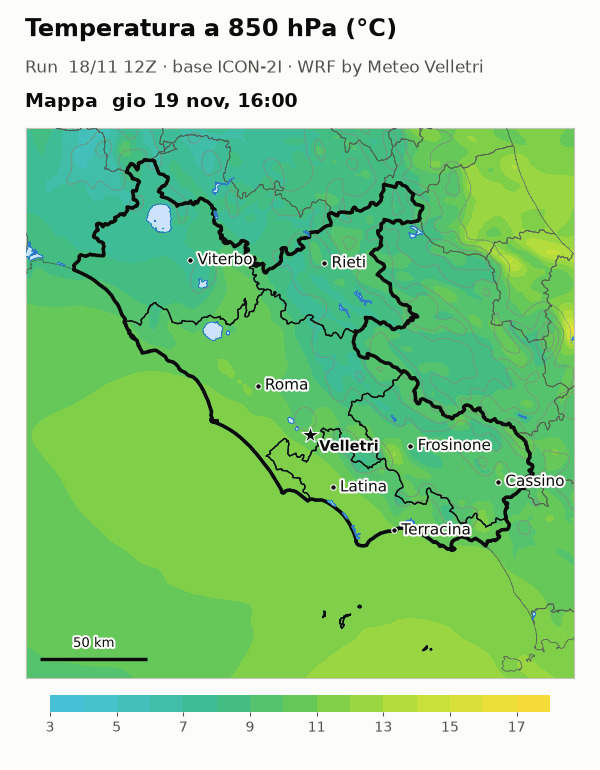 Temperatura a 850 hPa (°C)
Run  18/11 12Z · base ICON-2I · WRF by Meteo Velletri
Mappa  gio 19 nov, 16:00
Viterbo
Rieti
Roma
Velletri
Frosinone
Cassino
Latina
Terracina
50 km
3 5 7 9 11 13 15 17